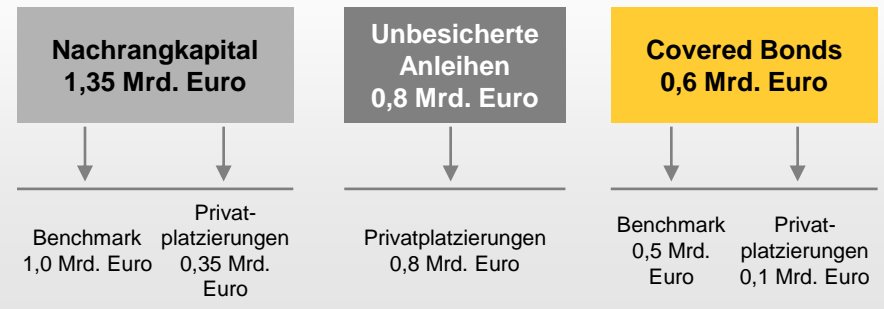 Nachrangkapital
1,35 Mrd. Euro
Unbesicherte
Anleihen
0,8 Mrd. Euro
Covered Bonds
0,6 Mrd. Euro
Benchmark
1,0 Mrd. Euro
Privat-
platzierungen
0,35 Mrd.
Euro
Privatplatzierungen
0,8 Mrd. Euro
Benchmark
0,5 Mrd.
Euro
Privat-
platzierungen
0,1 Mrd. Euro